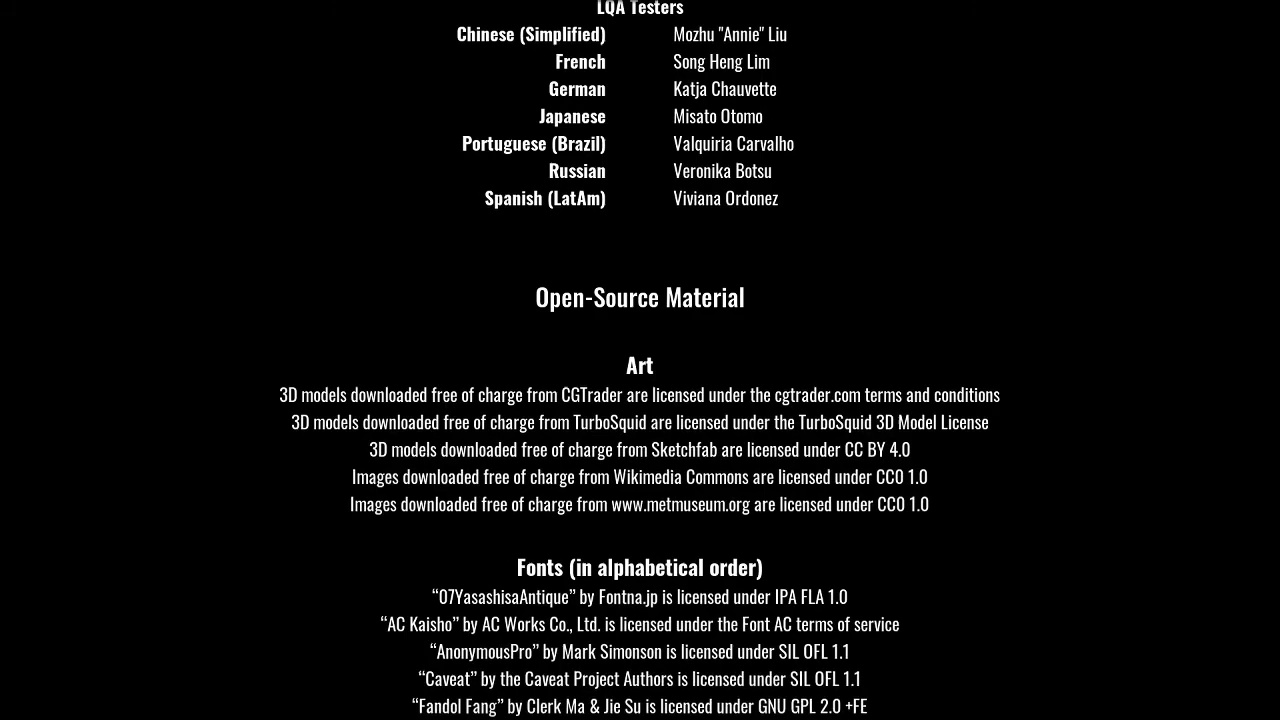 LQA Testers
Chinese (Simplified) Mozhu "Annie" Liu
French Song Heng Lim
German Katja Chauvette
Japanese Misato Otomo
Portuguese (Brazil) Valquiria Carvalho
Russian Veronika Botsu
Spanish (LatAm) Viviana Ordonez
Open-Source Material
Art
3D models downloaded free of charge from CGTrader are licensed under the cgtrader.com terms and conditions
3D models downloaded free of charge from TurboSquid are licensed under the TurboSquid 3D Model License
3D models downloaded free of charge from Sketchfab are licensed under CC BY 4.0
Images downloaded free of charge from Wikimedia Commons are licensed under CC0 1.0
Images downloaded free of charge from www.metmuseum.org are licensed under CC0 1.0
Fonts (in alphabetical order)
“07YasashisaAntique” by Fontna.jp is licensed under IPA FLA 1.0
“AC Kaisho” by AC Works Co., Ltd. is licensed under the Font AC terms of service
“AnonymousPro” by Mark Simonson is licensed under SIL OFL 1.1
“Caveat” by the Caveat Project Authors is licensed under SIL OFL 1.1
“Fandol Fang” by Clerk Ma & Jie Su is licensed under GNU GPL 2.0 +FE